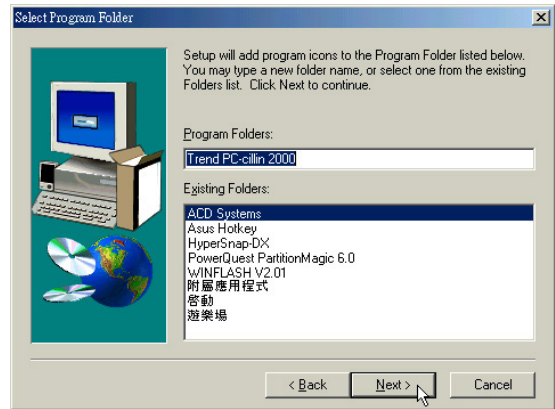 Select Program Folder
Setup will add program icons to the Program Folder listed below.
You may type a new folder name, or select one from the existing
Folders list. Click Next to continue.
Program Folders:
Trend PC-cillin 2000
Existing Folders:
ACD Systems
Asus Hotkey
HyperSnap-DX
PowerQuest PartitionMagic 6.0
WINFLASH V2.01
附屬應用程式
啓動
遊樂場
< Back
Next >
Cancel